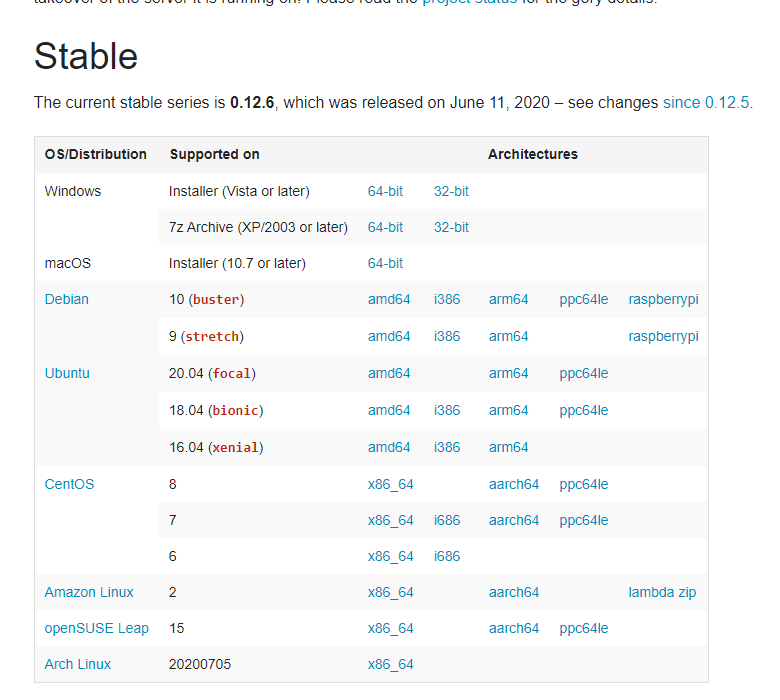 takeover of the server it is running on! Please read the project status for the gory details.
Stable
The current stable series is 0.12.6, which was released on June 11, 2020 – see changes since 0.12.5.
OS/Distribution Supported on Architectures
Windows Installer (Vista or later) 64-bit 32-bit
7z Archive (XP/2003 or later) 64-bit 32-bit
macOS Installer (10.7 or later) 64-bit
Debian 10 (buster) amd64 i386 arm64 ppc64le raspberrypi
9 (stretch) amd64 i386 arm64 raspberrypi
Ubuntu 20.04 (focal) amd64 arm64 ppc64le
18.04 (bionic) amd64 i386 arm64 ppc64le
16.04 (xenial) amd64 i386 arm64
CentOS 8 x86_64 aarch64 ppc64le
7 x86_64 i686 aarch64 ppc64le
6 x86_64 i686
Amazon Linux 2 x86_64 aarch64 lambda zip
openSUSE Leap 15 x86_64 aarch64 ppc64le
Arch Linux 20200705 x86_64